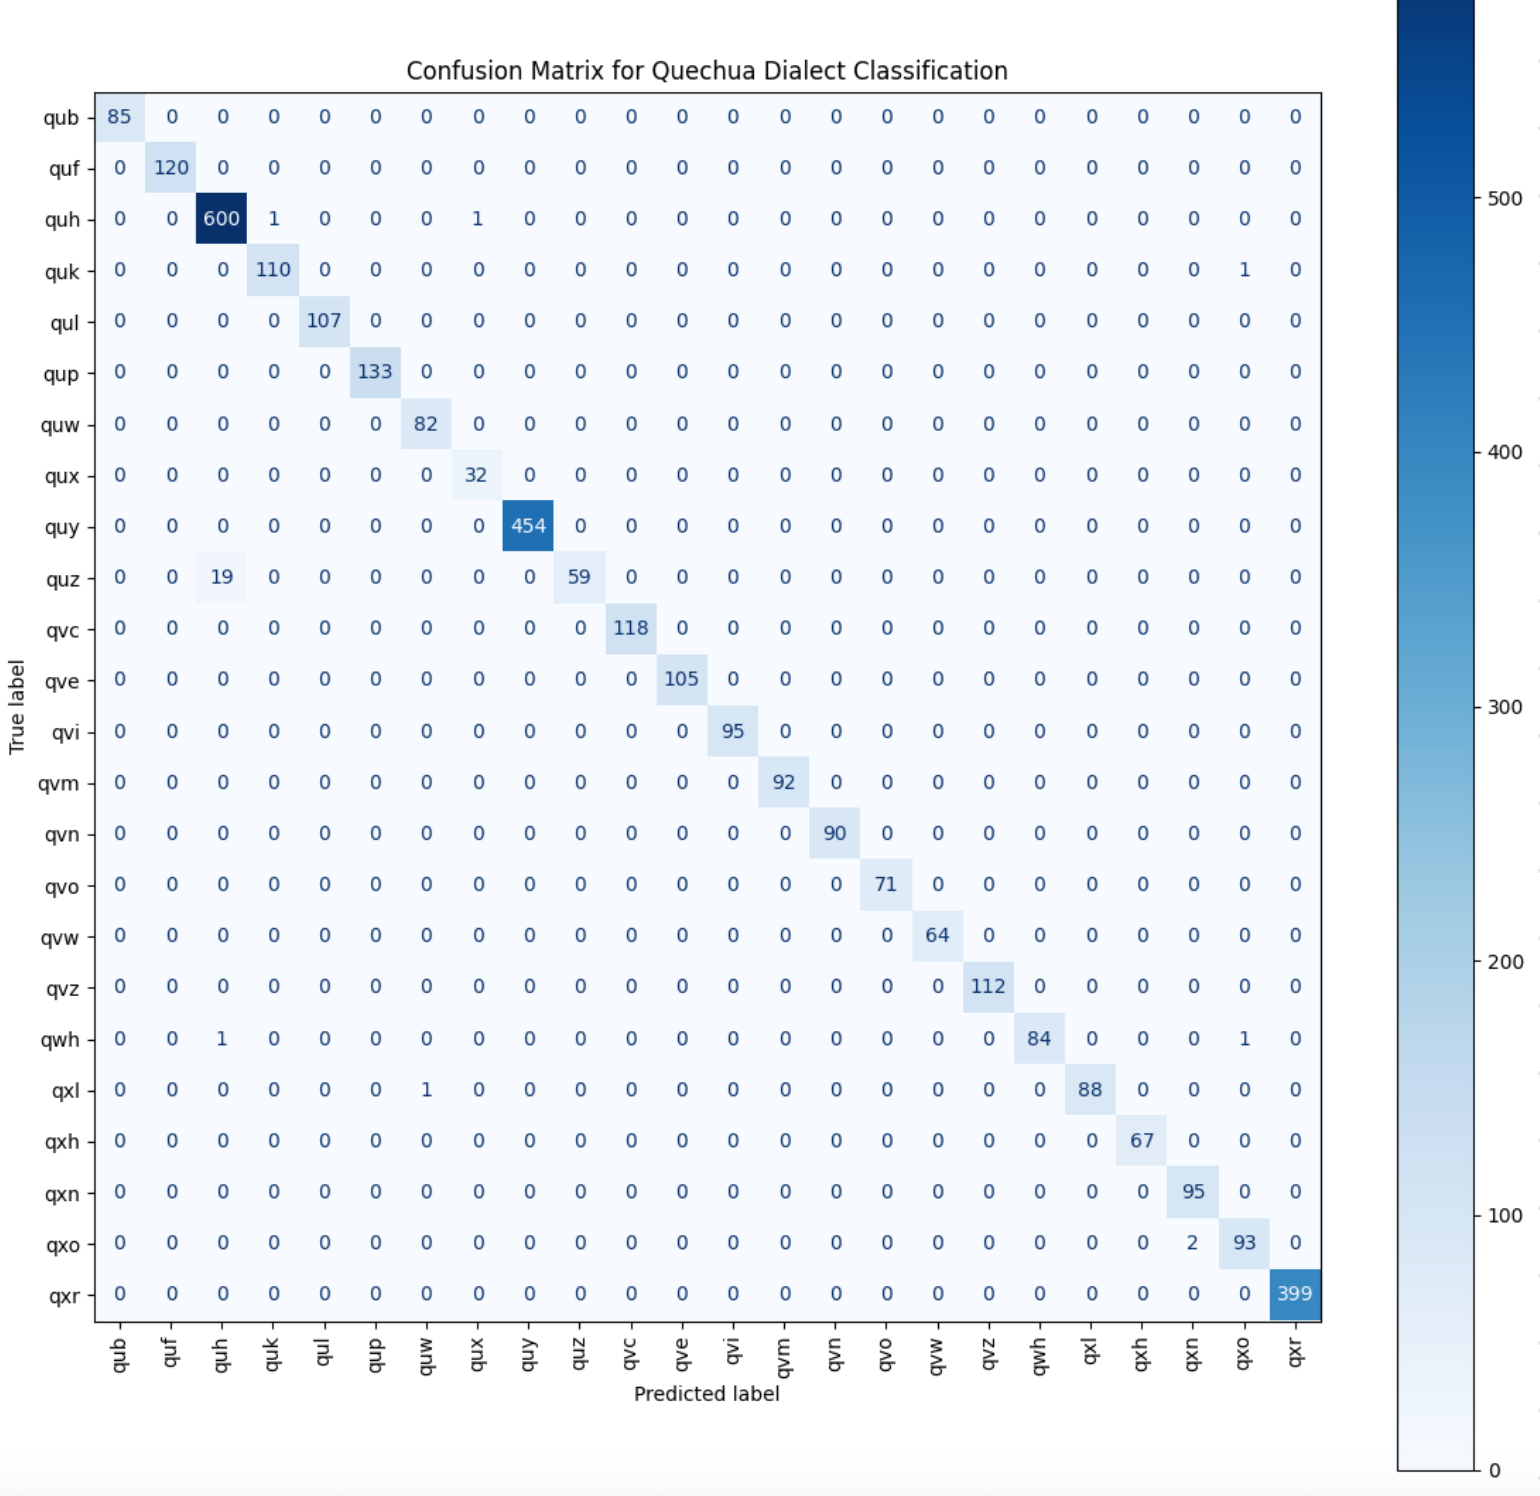 Confusion Matrix for Quechua Dialect Classification
qub 85 0 0 0 0 0 0 0 0 0 0 0 0 0 0 0 0 0 0 0 0 0 0 0
quf 0 120 0 0 0 0 0 0 0 0 0 0 0 0 0 0 0 0 0 0 0 0 0 0
quh 0 0 600 1 0 0 0 1 0 0 0 0 0 0 0 0 0 0 0 0 0 0 0 0
quk 0 0 0 110 0 0 0 0 0 0 0 0 0 0 0 0 0 0 0 0 0 0 1 0
qul 0 0 0 0 107 0 0 0 0 0 0 0 0 0 0 0 0 0 0 0 0 0 0 0
qup 0 0 0 0 0 133 0 0 0 0 0 0 0 0 0 0 0 0 0 0 0 0 0 0
quw 0 0 0 0 0 0 82 0 0 0 0 0 0 0 0 0 0 0 0 0 0 0 0 0
qux 0 0 0 0 0 0 0 32 0 0 0 0 0 0 0 0 0 0 0 0 0 0 0 0
quy 0 0 0 0 0 0 0 0 454 0 0 0 0 0 0 0 0 0 0 0 0 0 0 0
quz 0 0 19 0 0 0 0 0 0 59 0 0 0 0 0 0 0 0 0 0 0 0 0 0
qvc 0 0 0 0 0 0 0 0 0 0 118 0 0 0 0 0 0 0 0 0 0 0 0 0
qve 0 0 0 0 0 0 0 0 0 0 0 105 0 0 0 0 0 0 0 0 0 0 0 0
qvi 0 0 0 0 0 0 0 0 0 0 0 0 95 0 0 0 0 0 0 0 0 0 0 0
qvm 0 0 0 0 0 0 0 0 0 0 0 0 0 92 0 0 0 0 0 0 0 0 0 0
qvn 0 0 0 0 0 0 0 0 0 0 0 0 0 0 90 0 0 0 0 0 0 0 0 0
qvo 0 0 0 0 0 0 0 0 0 0 0 0 0 0 0 71 0 0 0 0 0 0 0 0
qvw 0 0 0 0 0 0 0 0 0 0 0 0 0 0 0 0 64 0 0 0 0 0 0 0
qvz 0 0 0 0 0 0 0 0 0 0 0 0 0 0 0 0 0 112 0 0 0 0 0 0
qwh 0 0 1 0 0 0 0 0 0 0 0 0 0 0 0 0 0 0 84 0 0 0 1 0
qxl 0 0 0 0 0 0 1 0 0 0 0 0 0 0 0 0 0 0 0 88 0 0 0 0
qxh 0 0 0 0 0 0 0 0 0 0 0 0 0 0 0 0 0 0 0 0 67 0 0 0
qxn 0 0 0 0 0 0 0 0 0 0 0 0 0 0 0 0 0 0 0 0 0 95 0 0
qxo 0 0 0 0 0 0 0 0 0 0 0 0 0 0 0 0 0 0 0 0 0 2 93 0
qxr 0 0 0 0 0 0 0 0 0 0 0 0 0 0 0 0 0 0 0 0 0 0 0 399
qub quf quh quk qul qup quw qux quy quz qvc qve qvi qvm qvn qvo qvw qvz qwh qxl qxh qxn qxo qxr
Predicted label
True label
500
400
300
200
100
0